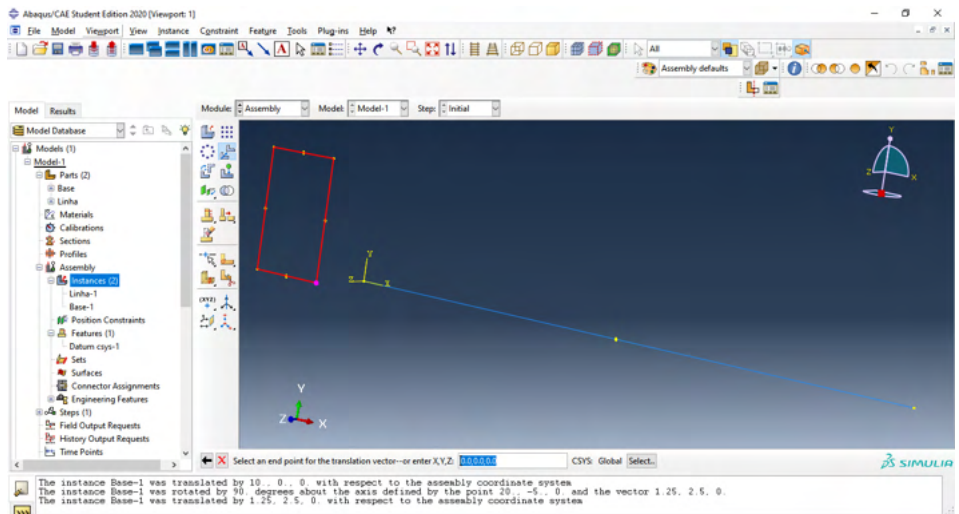 Abaqus/CAE Student Edition 2020 [Viewport: 1]
File Model Viewport View Instance Constraint Feature Tools Plug-ins Help
All
Assembly defaults
Model Results
Module: Assembly Model: Model-1 Step: Initial
Model Database
Models (1)
Model-1
Parts (2)
Base
Linha
Materials
Calibrations
Sections
Profiles
Assembly
Instances (2)
Linha-1
Base-1
Position Constraints
Features (1)
Datum csys-1
Sets
Surfaces
Connector Assignments
Engineering Features
Steps (1)
Field Output Requests
History Output Requests
Time Points
(XYZ)
Y
Z
X
Y
Z
X
Y
Z
X
Select an end point for the translation vector--or enter X,Y,Z: 0.0,0.0,0.0 CSYS: Global Select...
SIMULIA
The instance Base-1 was translated by 10., 0., 0. with respect to the assembly coordinate system
The instance Base-1 was rotated by 90. degrees about the axis defined by the point 20., -5., 0. and the vector 1.25, 2.5, 0.
The instance Base-1 was translated by 1.25, 2.5, 0. with respect to the assembly coordinate system
>>>